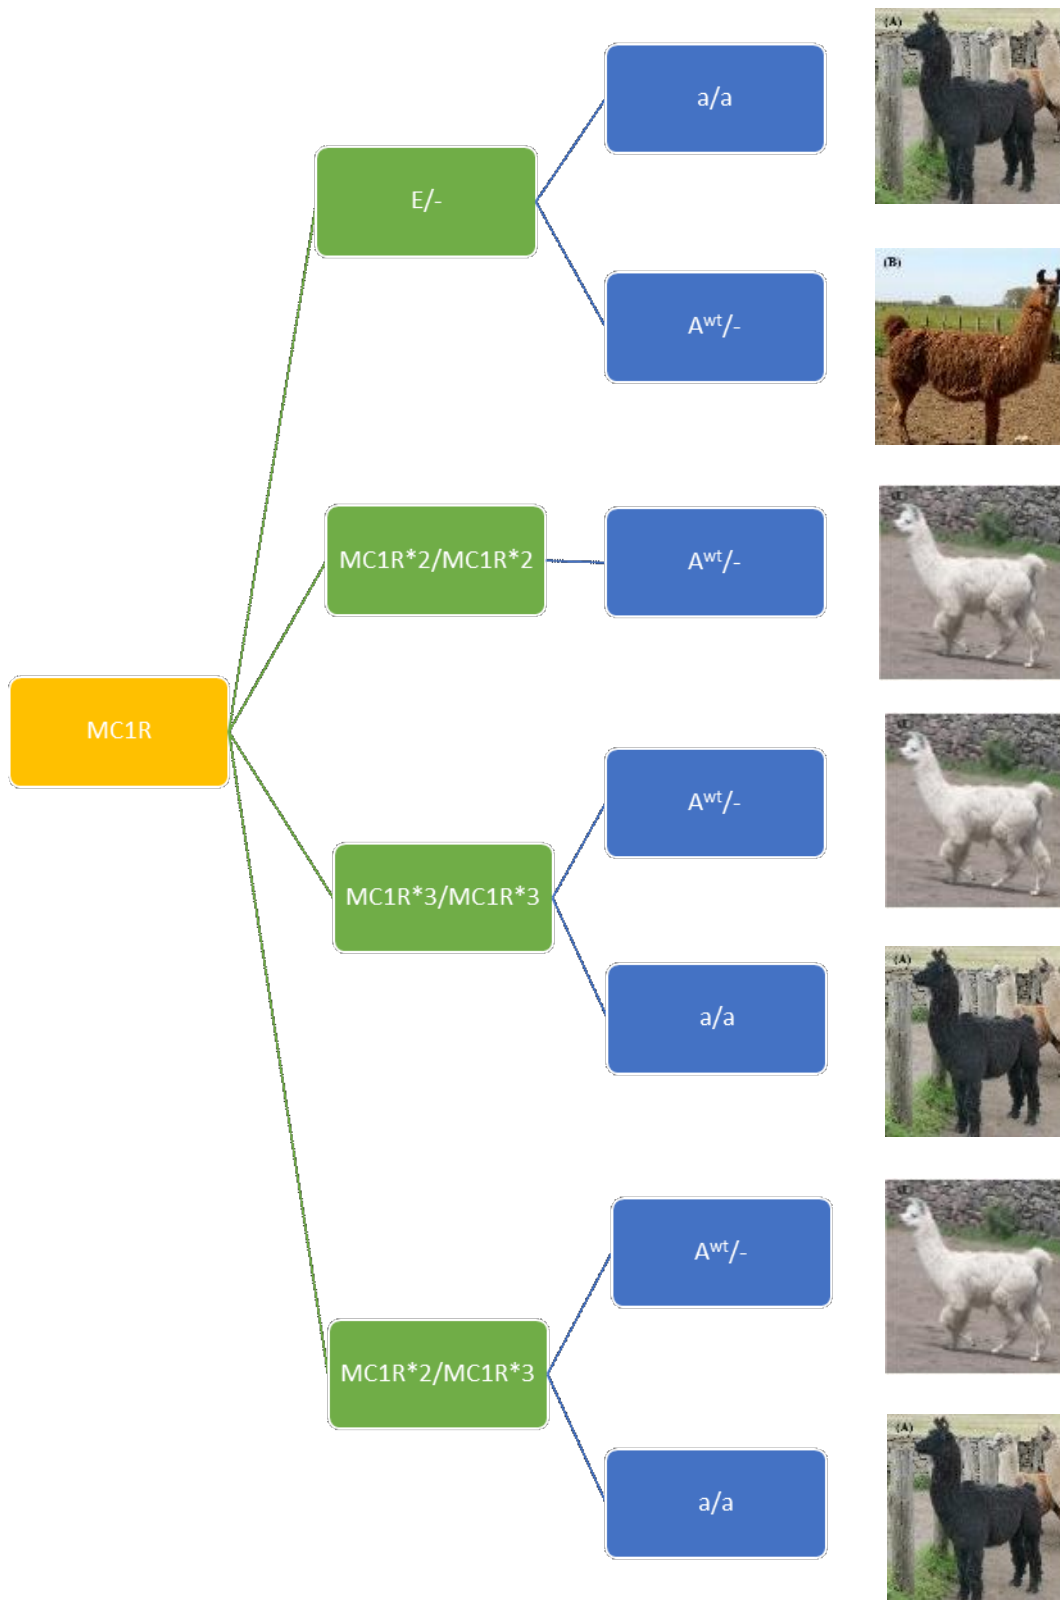 (A)
a/a
E/-
(B)
Aʷᵗ/-
MC1R*2/MC1R*2
Aʷᵗ/-
MC1R
Aʷᵗ/-
MC1R*3/MC1R*3
(A)
a/a
Aʷᵗ/-
MC1R*2/MC1R*3
(A)
a/a